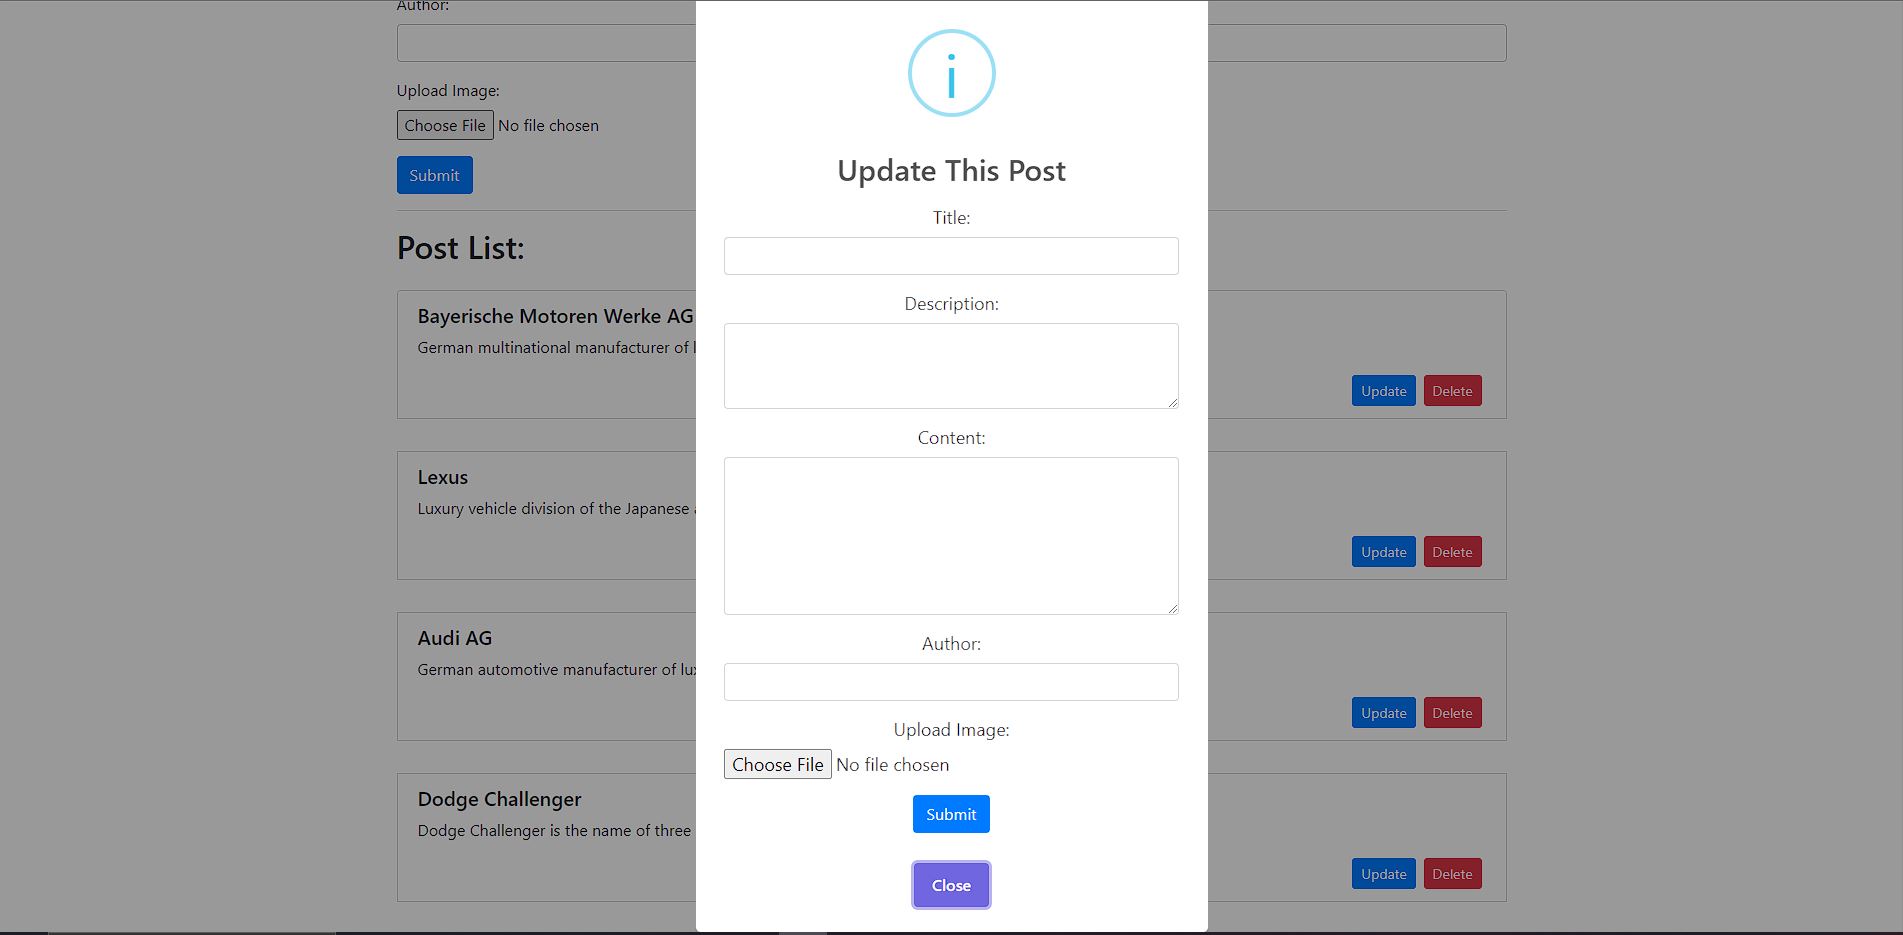 Author:
Upload Image:
Choose File No file chosen
Submit
Post List:
Bayerische Motoren Werke AG
German multinational manufacturer of
Update Delete
Lexus
Luxury vehicle division of the Japanese
Update Delete
Audi AG
German automotive manufacturer of
Update Delete
Dodge Challenger
Dodge Challenger is the name of three
Update Delete
i
Update This Post
Title:
Description:
Content:
Author:
Upload Image:
Choose File No file chosen
Submit
Close